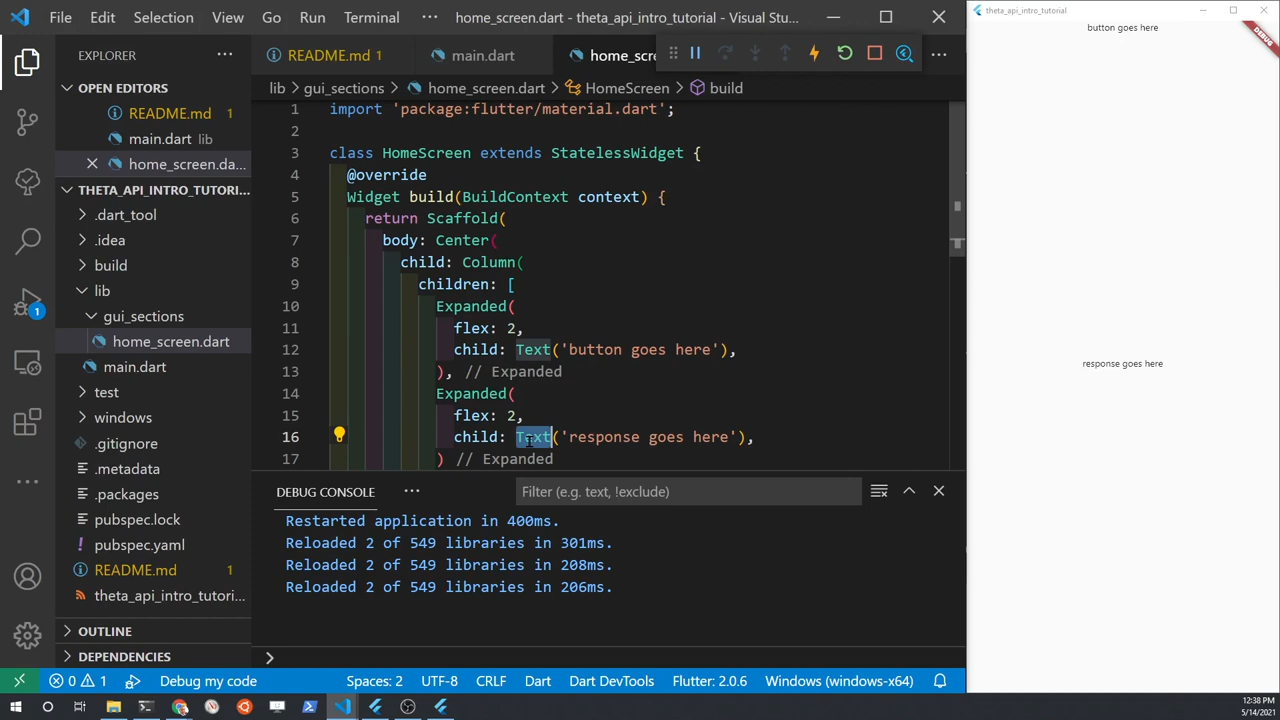 File Edit Selection View Go Run Terminal ··· home_screen.dart - theta_api_intro_tutorial - Visual Stu...
EXPLORER ···
README.md 1 main.dart home_scre ···
OPEN EDITORS
README.md 1
main.dart lib
home_screen.da...
lib > gui_sections > home_screen.dart > HomeScreen > build
THETA_API_INTRO_TUTORI...
.dart_tool
.idea
build
lib
gui_sections
home_screen.dart
main.dart
test
windows
.gitignore
.metadata
.packages
pubspec.lock
! pubspec.yaml
README.md 1
theta_api_intro_tutori...
OUTLINE
DEPENDENCIES
1
1 import 'package:flutter/material.dart';
2
3 class HomeScreen extends StatelessWidget {
4 @override
5 Widget build(BuildContext context) {
6 return Scaffold(
7 body: Center(
8 child: Column(
9 children: [
10 Expanded(
11 flex: 2,
12 child: Text('button goes here'),
13 ), // Expanded
14 Expanded(
15 flex: 2,
16 child: Text('response goes here'),
17 ) // Expanded
DEBUG CONSOLE ··· Filter (e.g. text, !exclude)
Restarted application in 400ms.
Reloaded 2 of 549 libraries in 301ms.
Reloaded 2 of 549 libraries in 208ms.
Reloaded 2 of 549 libraries in 206ms.
>
0 1 Debug my code Spaces: 2 UTF-8 CRLF Dart Dart DevTools Flutter: 2.0.6 Windows (windows-x64)
theta_api_intro_tutorial
button goes here
DEBUG
response goes here
12:38 PM
5/14/2021